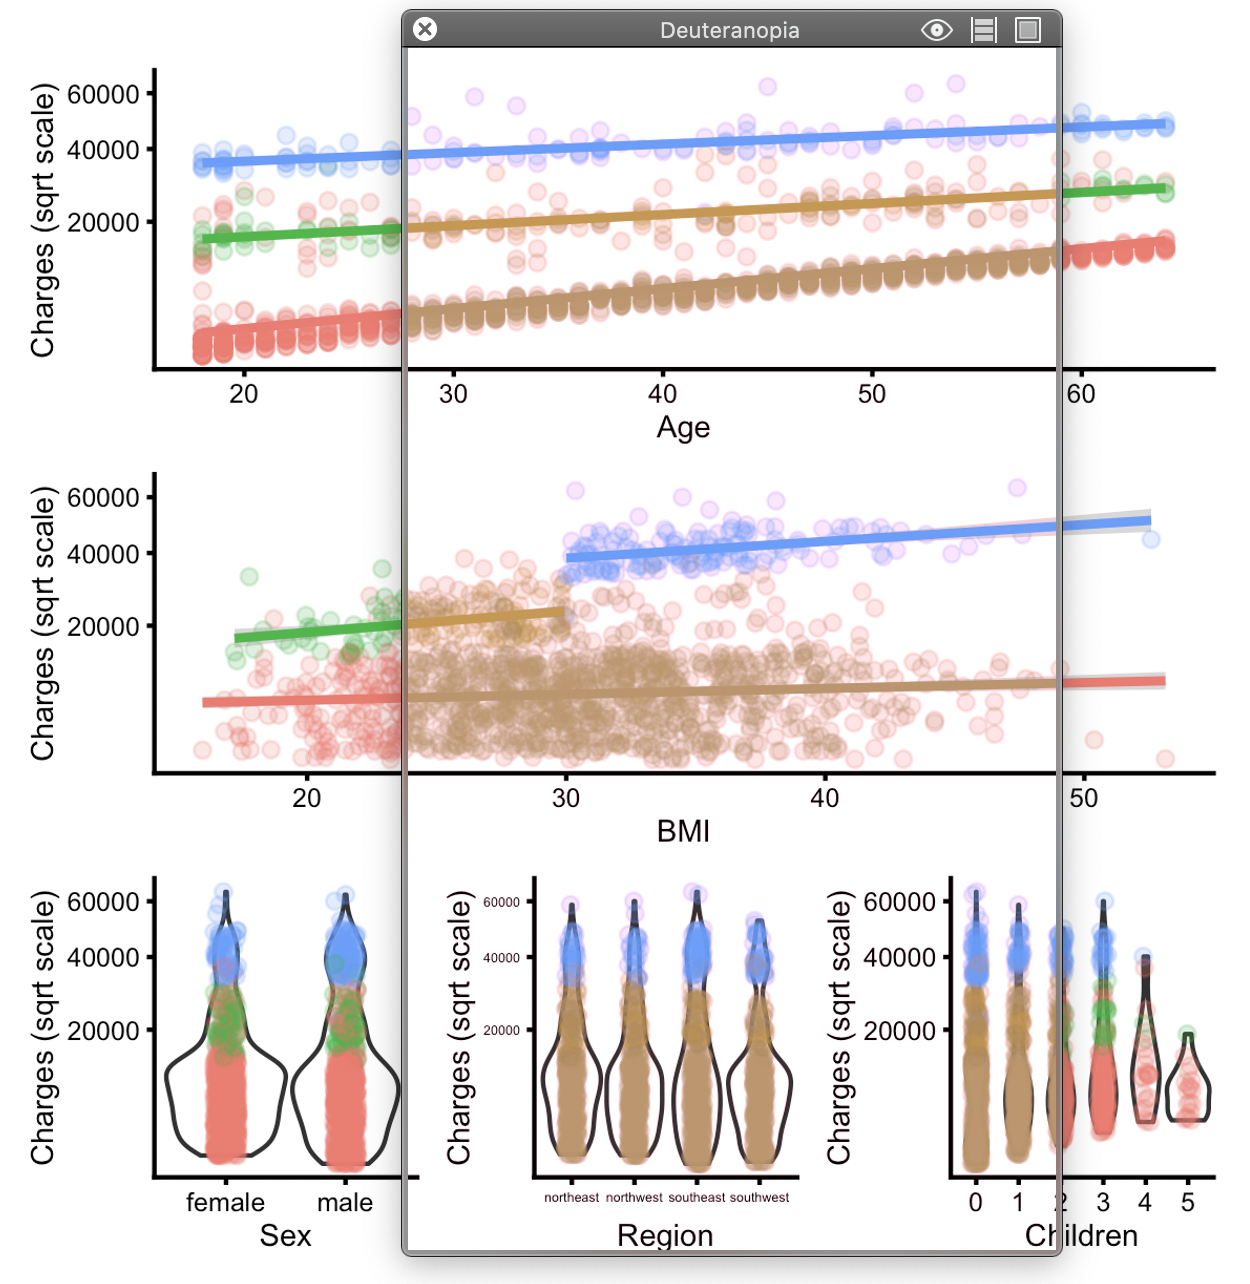 Deuteranopia
Charges (sqrt scale)
60000
40000
20000
20 30 40 50 60
Age
Charges (sqrt scale)
60000
40000
20000
20 30 40 50
BMI
Charges (sqrt scale)
60000
40000
20000
female male
Sex
Charges (sqrt scale)
60000
40000
20000
northeast northwest southeast southwest
Region
Charges (sqrt scale)
60000
40000
20000
0 1 2 3 4 5
Children